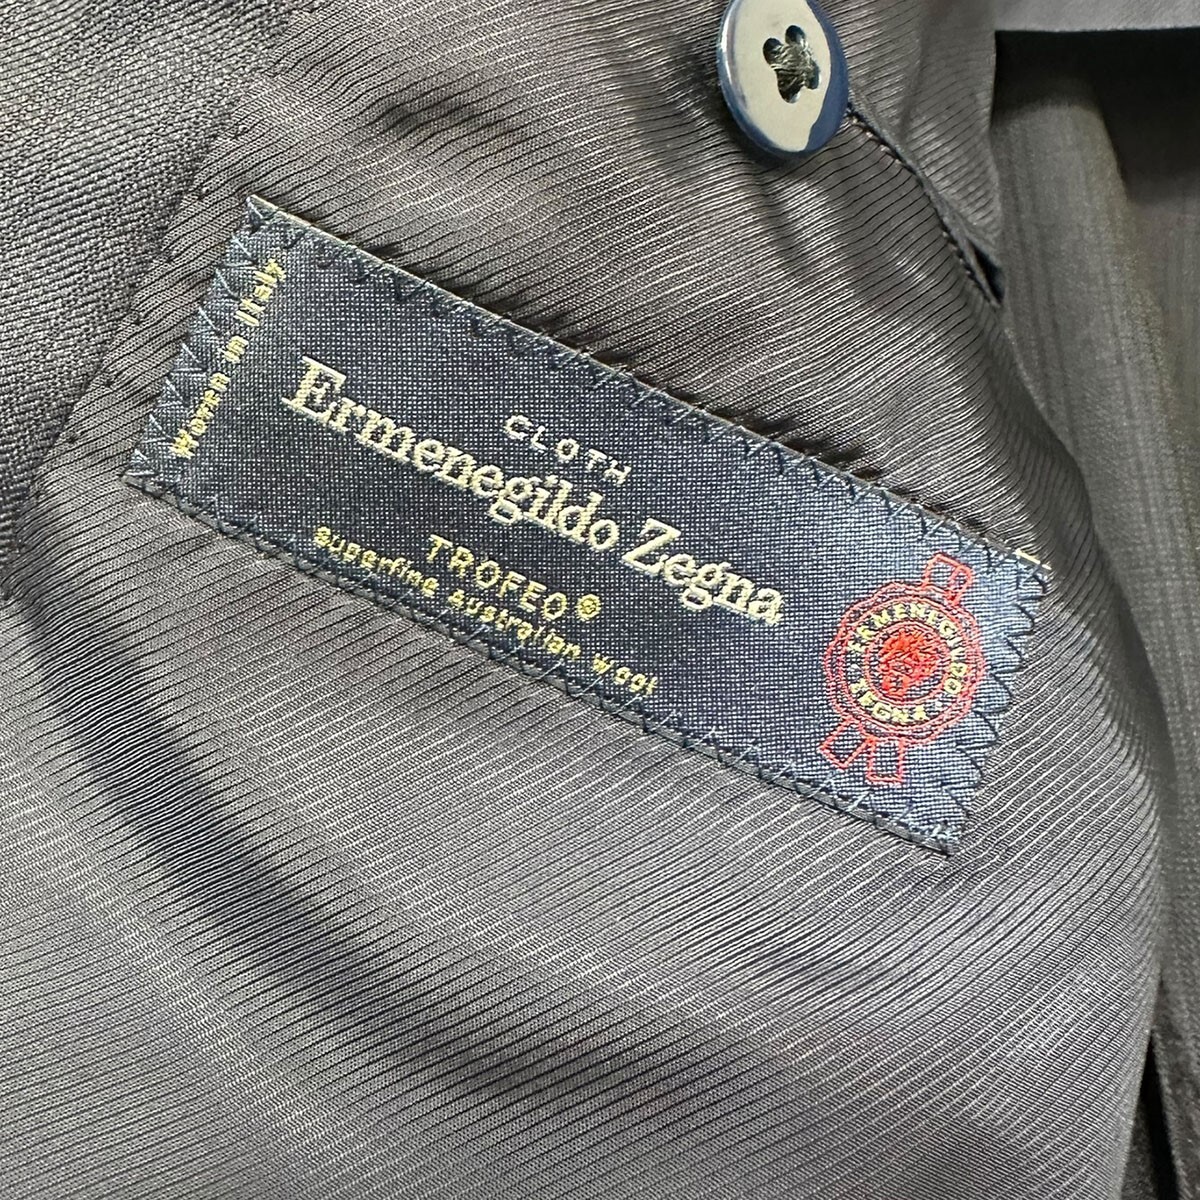 Woven in Italy
CLOTH
Ermenegildo Zegna
TROFEO®
superfine australian wool
ERMENEGILDO
ZEGNA